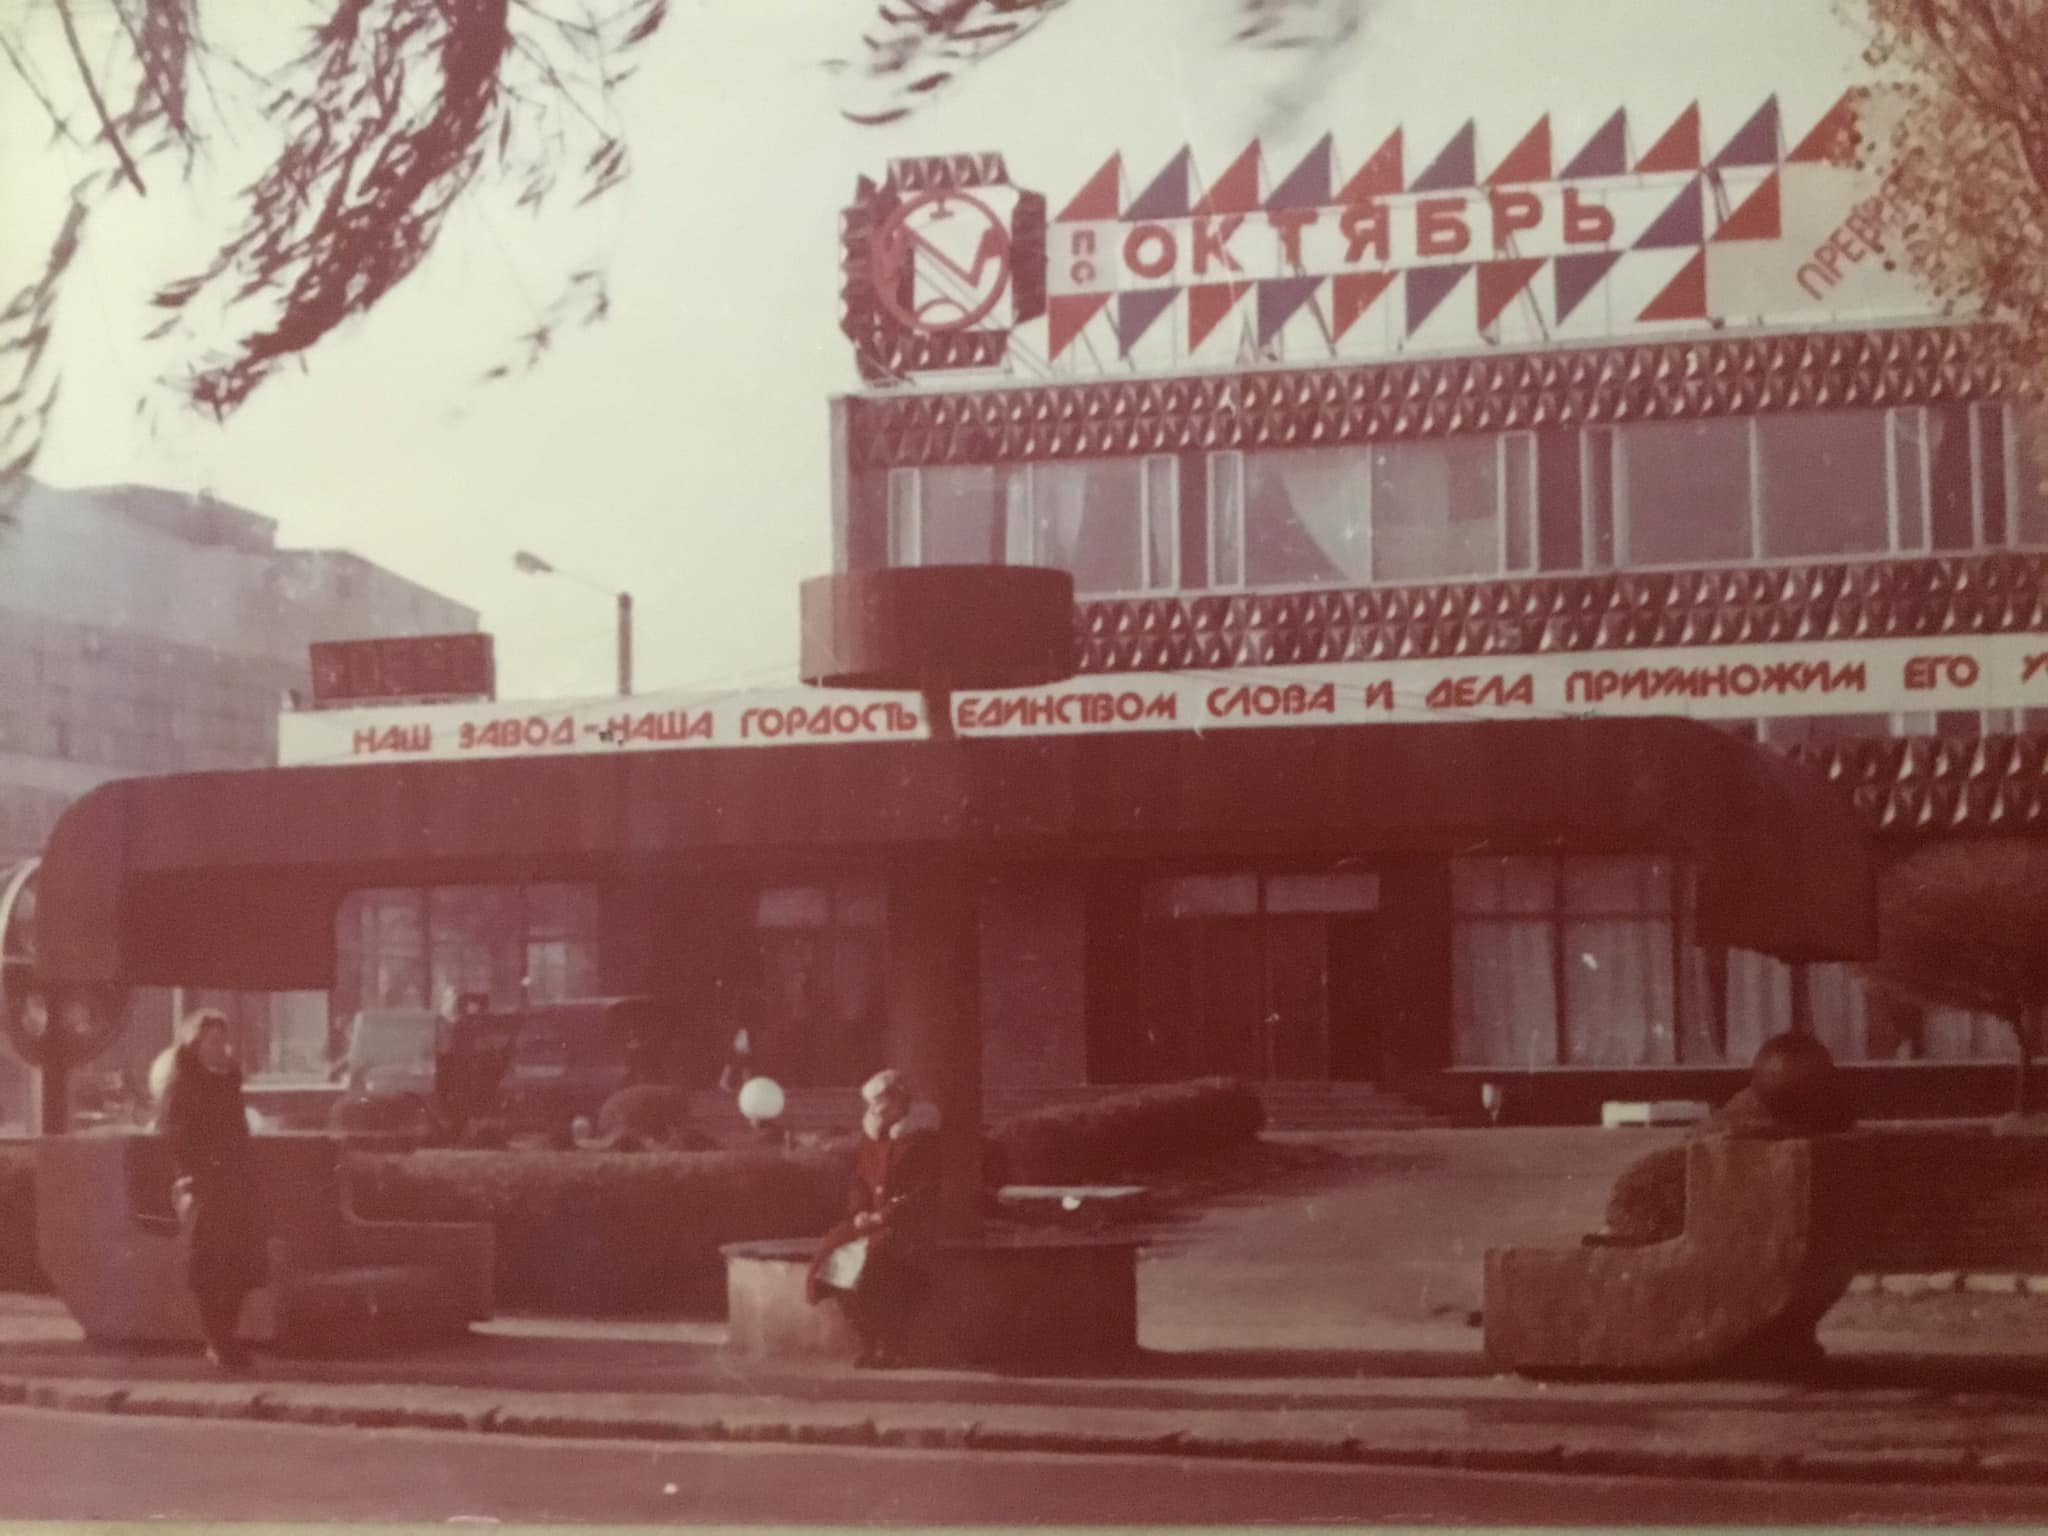 ПО ОКТЯБРЬ
НАШ ЗАВОД - НАША ГОРДОСТЬ ЕДИНСТВОМ СЛОВА И ДЕЛА ПРИУМНОЖИМ ЕГО